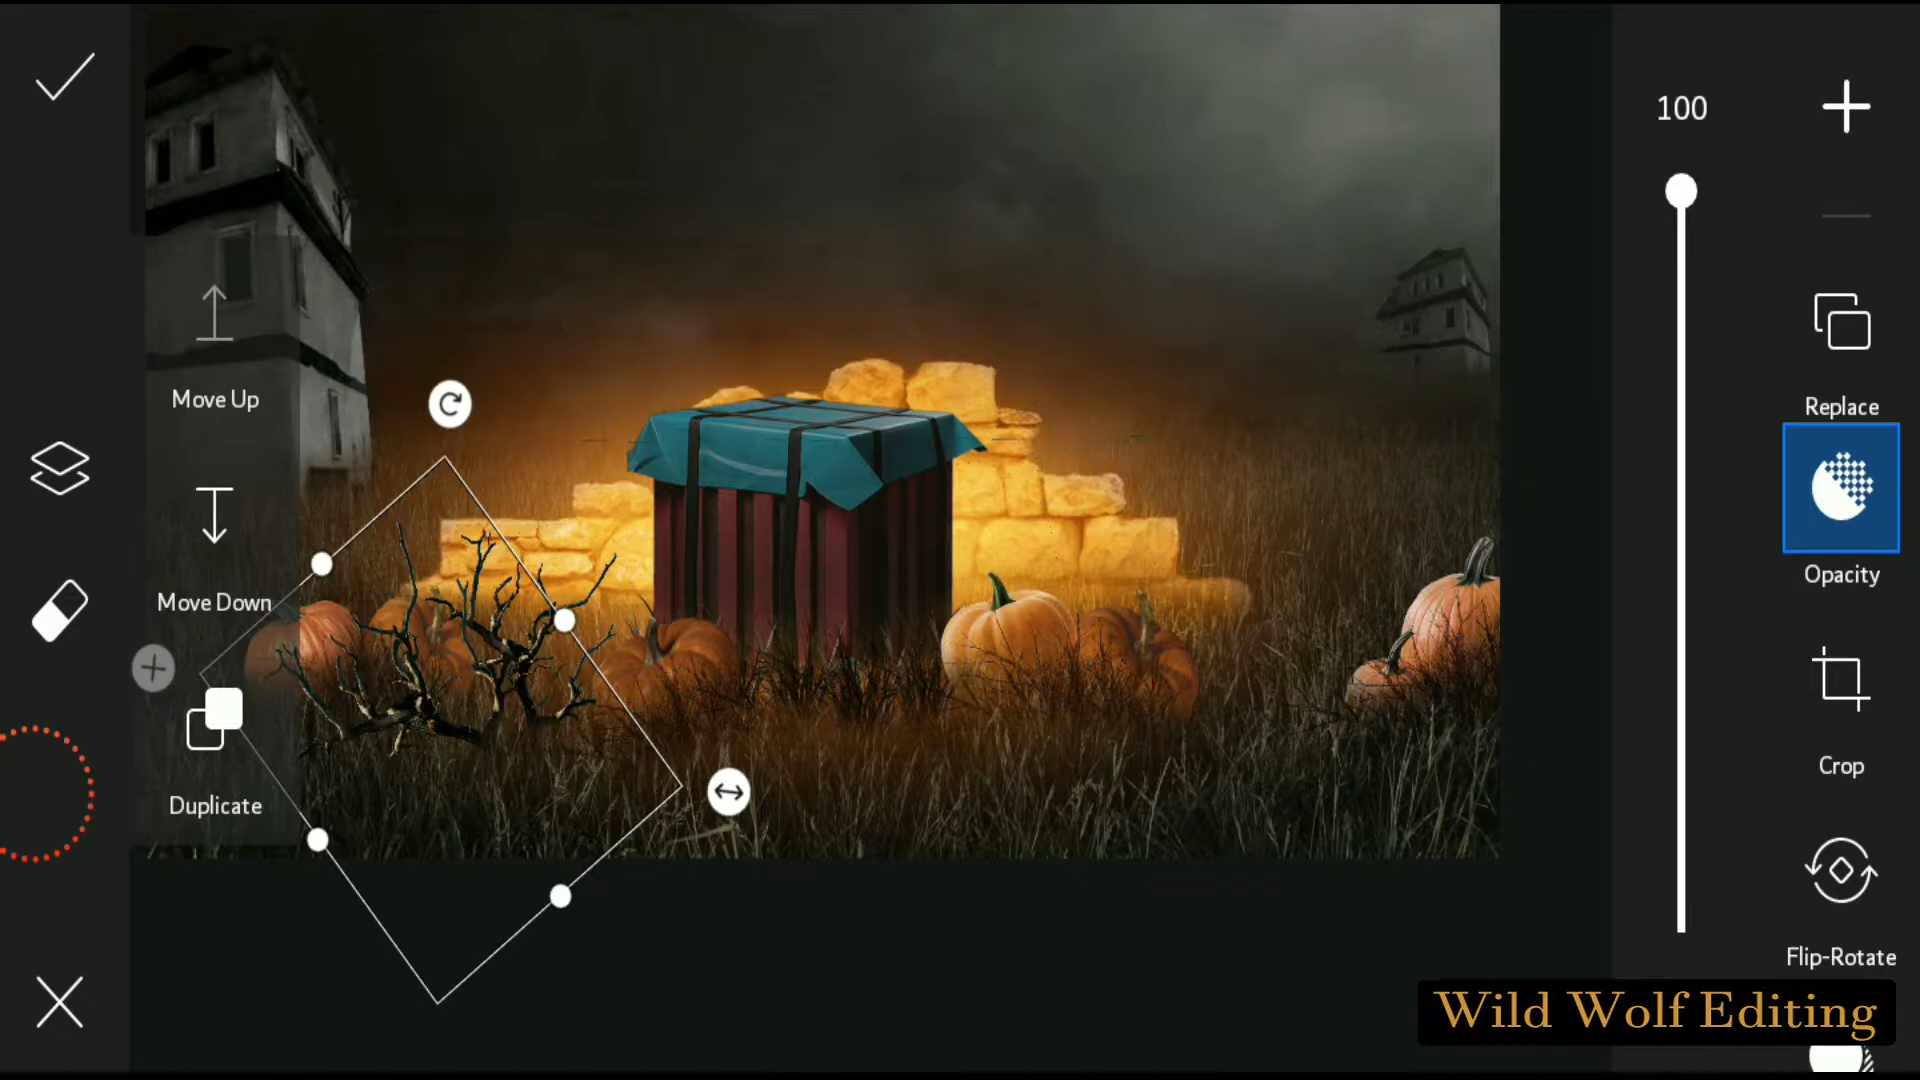 100
Move Up
Replace
Opacity
Move Down
Crop
Duplicate
Flip-Rotate
Wild Wolf Editing